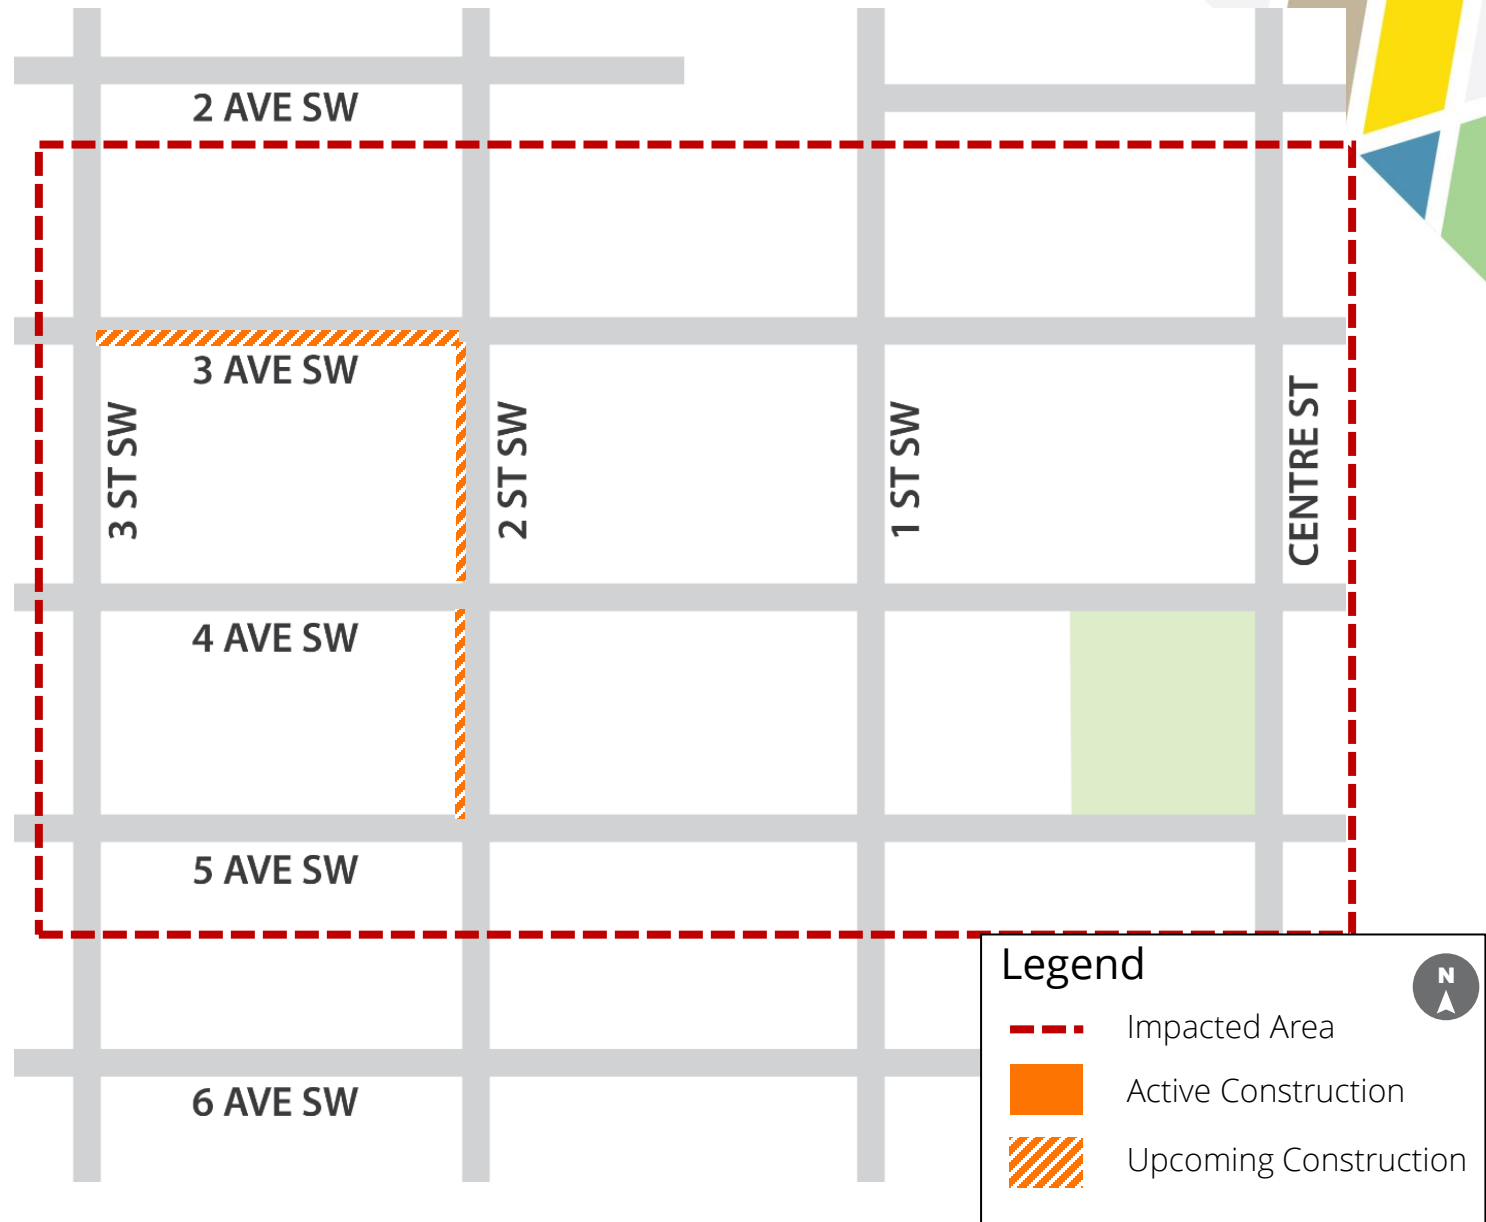 2 AVE SW
3 AVE SW
3 ST SW
2 ST SW
1 ST SW
CENTRE ST
4 AVE SW
5 AVE SW
6 AVE SW
Legend
N
Impacted Area
Active Construction
Upcoming Construction